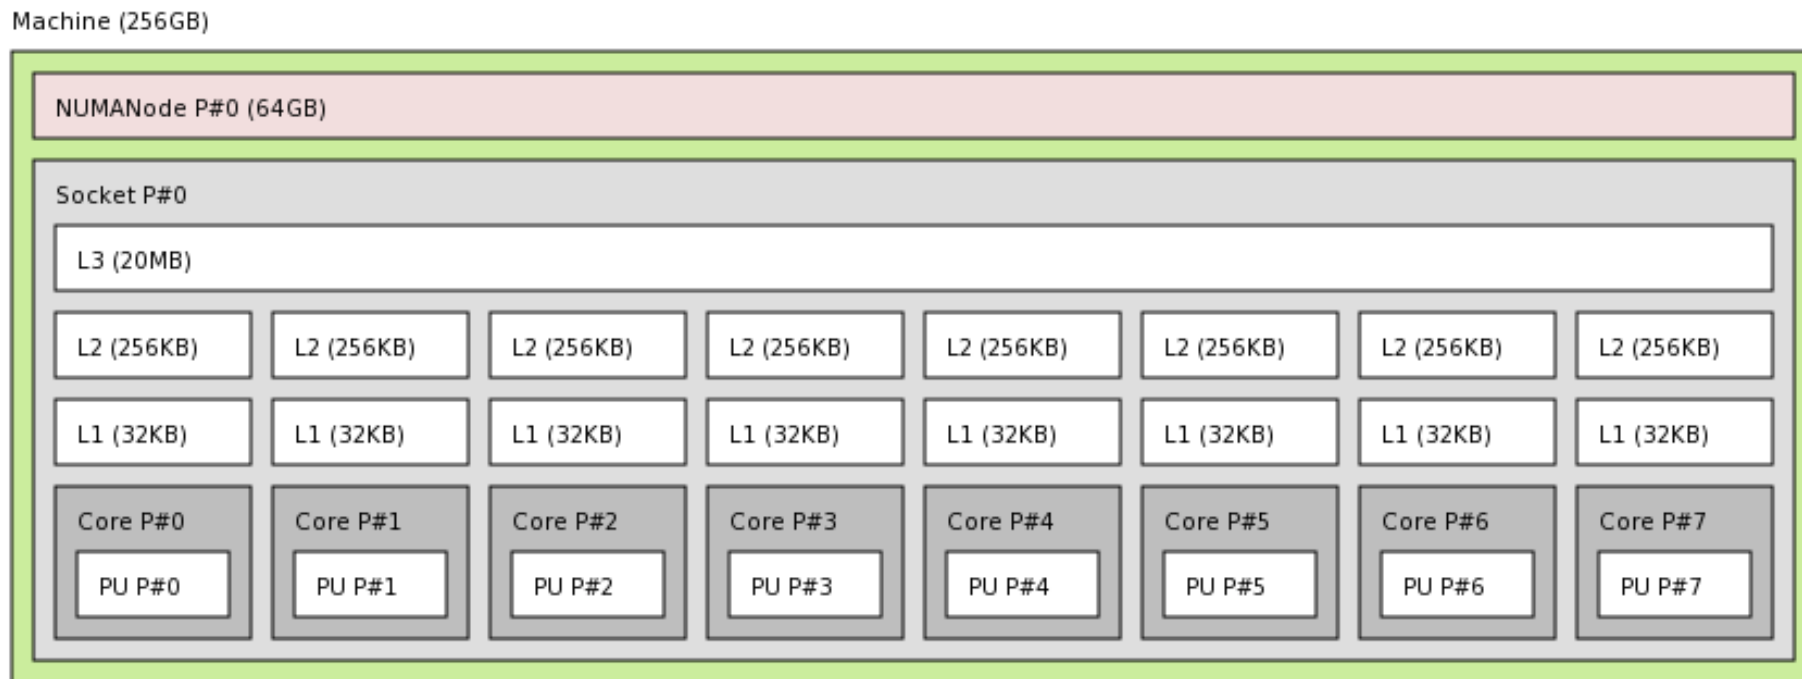 Machine (256GB)
NUMANode P#0 (64GB)
Socket P#0
L3 (20MB)
L2 (256KB) L2 (256KB) L2 (256KB) L2 (256KB) L2 (256KB) L2 (256KB) L2 (256KB) L2 (256KB)
L1 (32KB) L1 (32KB) L1 (32KB) L1 (32KB) L1 (32KB) L1 (32KB) L1 (32KB) L1 (32KB)
Core P#0 Core P#1 Core P#2 Core P#3 Core P#4 Core P#5 Core P#6 Core P#7
PU P#0 PU P#1 PU P#2 PU P#3 PU P#4 PU P#5 PU P#6 PU P#7